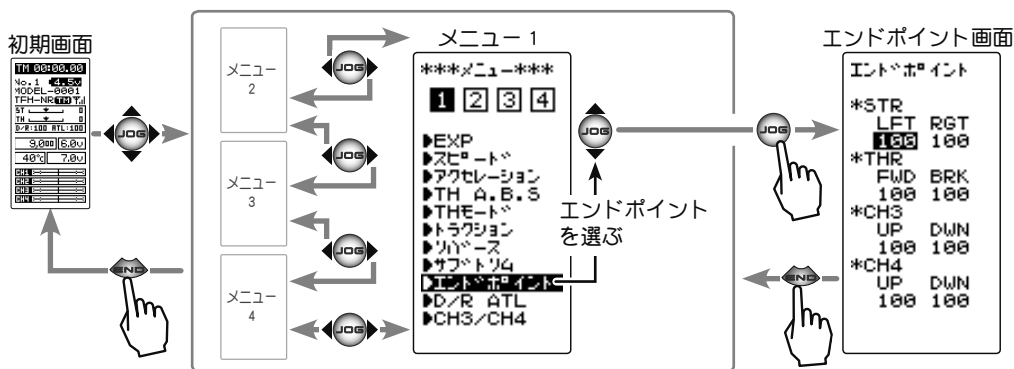 初期画面
TM 00:00.00
No.1 4.5v
MODEL-0001
TFH-NR TM
ST 0
TH 0
D/R:100 ATL:100
9.0 6.0v
40℃ 7.0v
CH1
CH2
CH3
CH4
END
JOG
メニュー
2
メニュー
3
メニュー
4
JOG
JOG
JOG
JOG
メニュー 1
***メニュー***
1 2 3 4
EXP
スピード
アクセレーション
TH A.B.S
THモード
トラクション
リバース
サブトリム
エンドポイント
D/R ATL
CH3/CH4
JOG
エンドポイント
を選ぶ
JOG
END
エンドポイント画面
エンドポイント
*STR
LFT RGT
100 100
*THR
FWD BRK
100 100
*CH3
UP DWN
100 100
*CH4
UP DWN
100 100